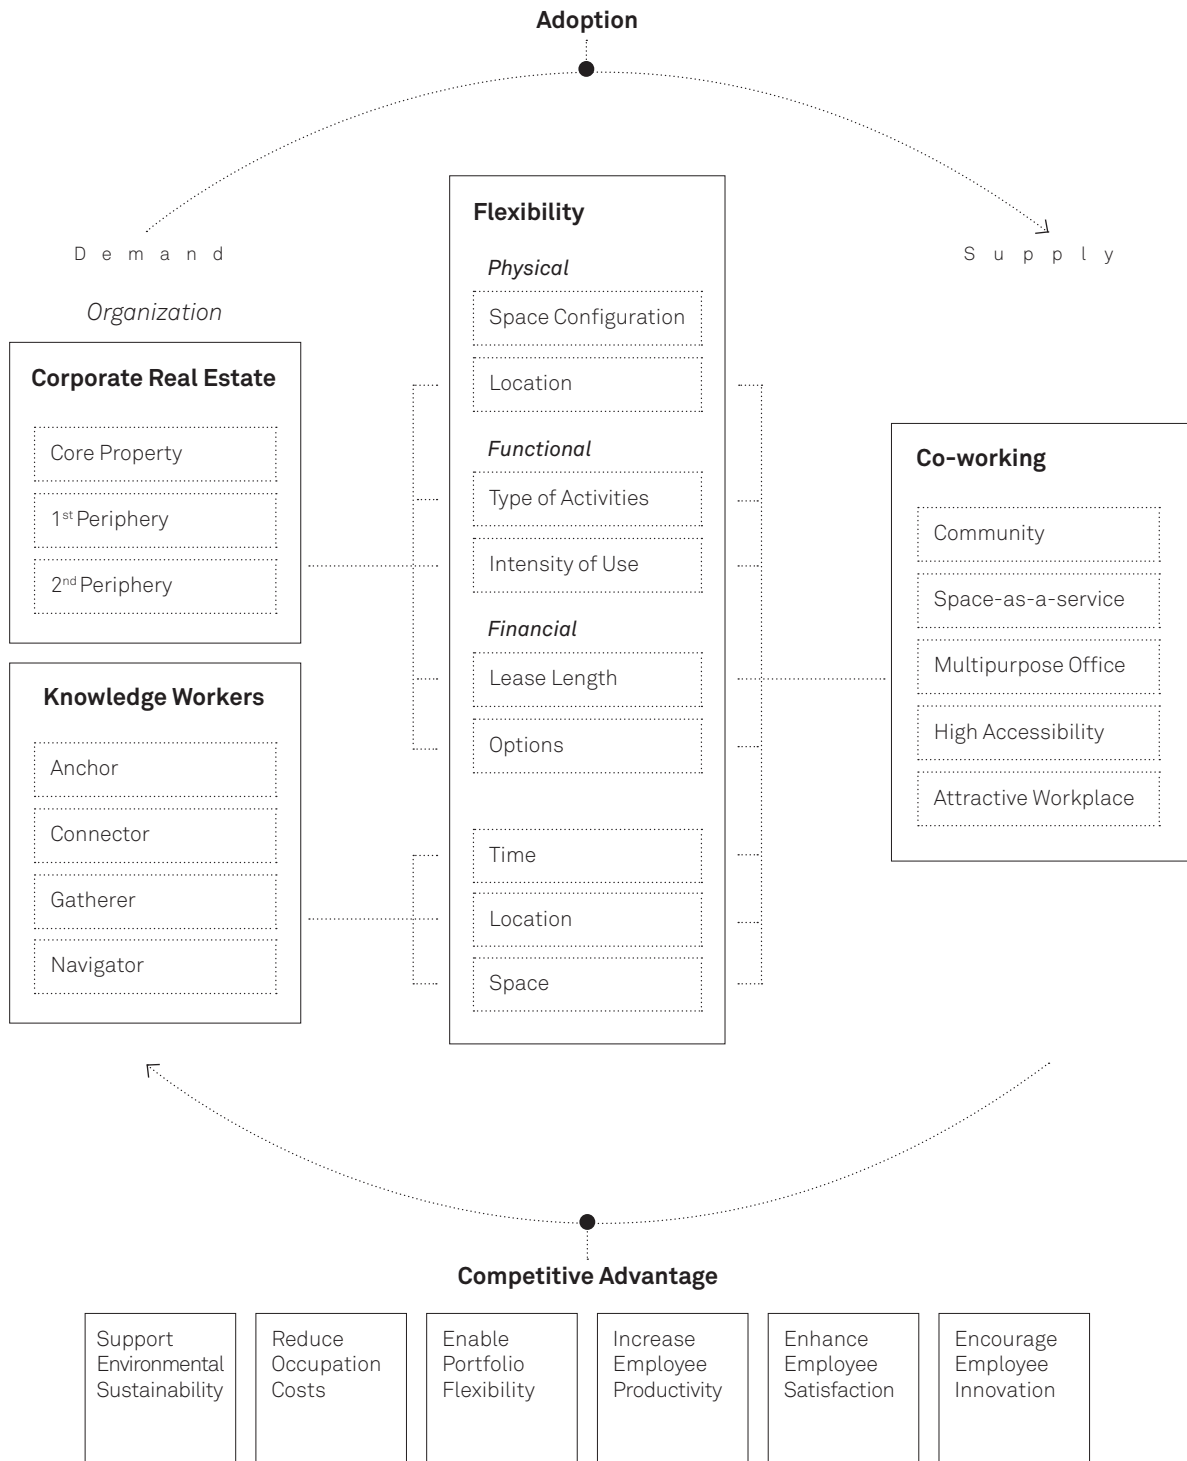 Adoption
Demand
Supply
Organization
Corporate Real Estate
Core Property
1st Periphery
2nd Periphery
Knowledge Workers
Anchor
Connector
Gatherer
Navigator
Flexibility
Physical
Space Configuration
Location
Functional
Type of Activities
Intensity of Use
Financial
Lease Length
Options
Time
Location
Space
Co-working
Community
Space-as-a-service
Multipurpose Office
High Accessibility
Attractive Workplace
Competitive Advantage
Support
Environmental
Sustainability
Reduce
Occupation
Costs
Enable
Portfolio
Flexibility
Increase
Employee
Productivity
Enhance
Employee
Satisfaction
Encourage
Employee
Innovation